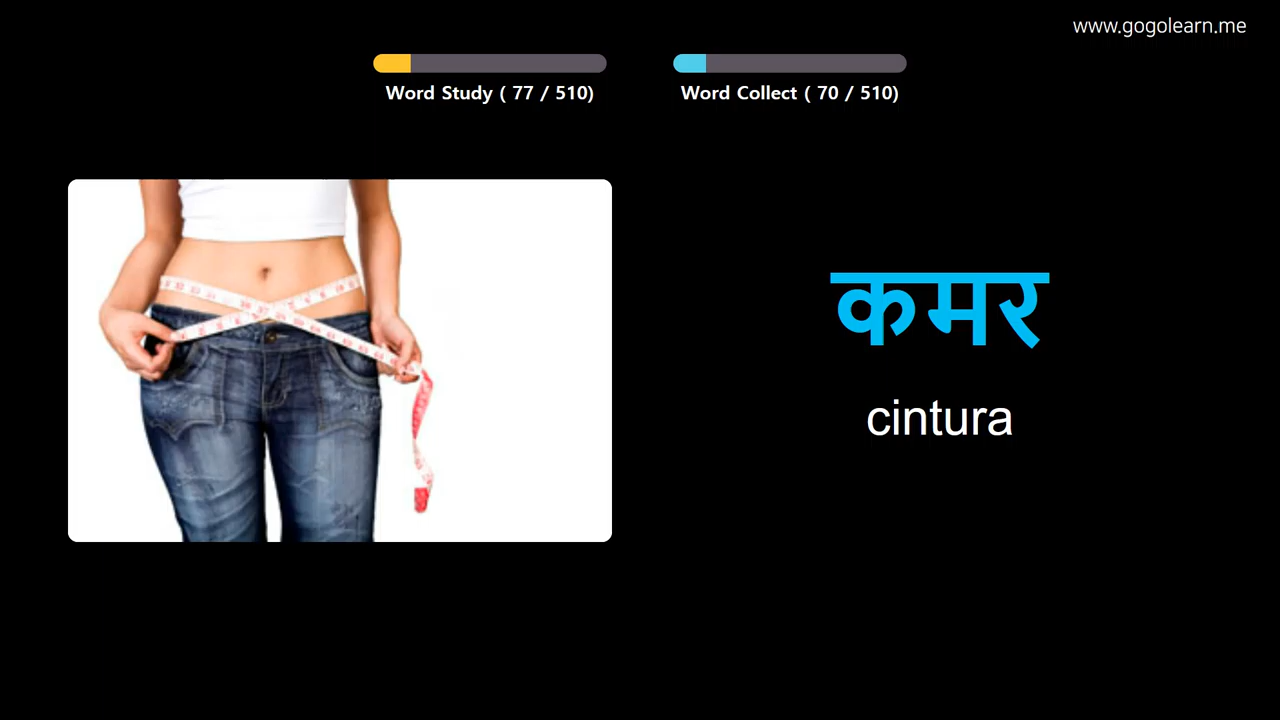 www.gogolearn.me
Word Study ( 77 / 510)
Word Collect ( 70 / 510)
कमर
cintura